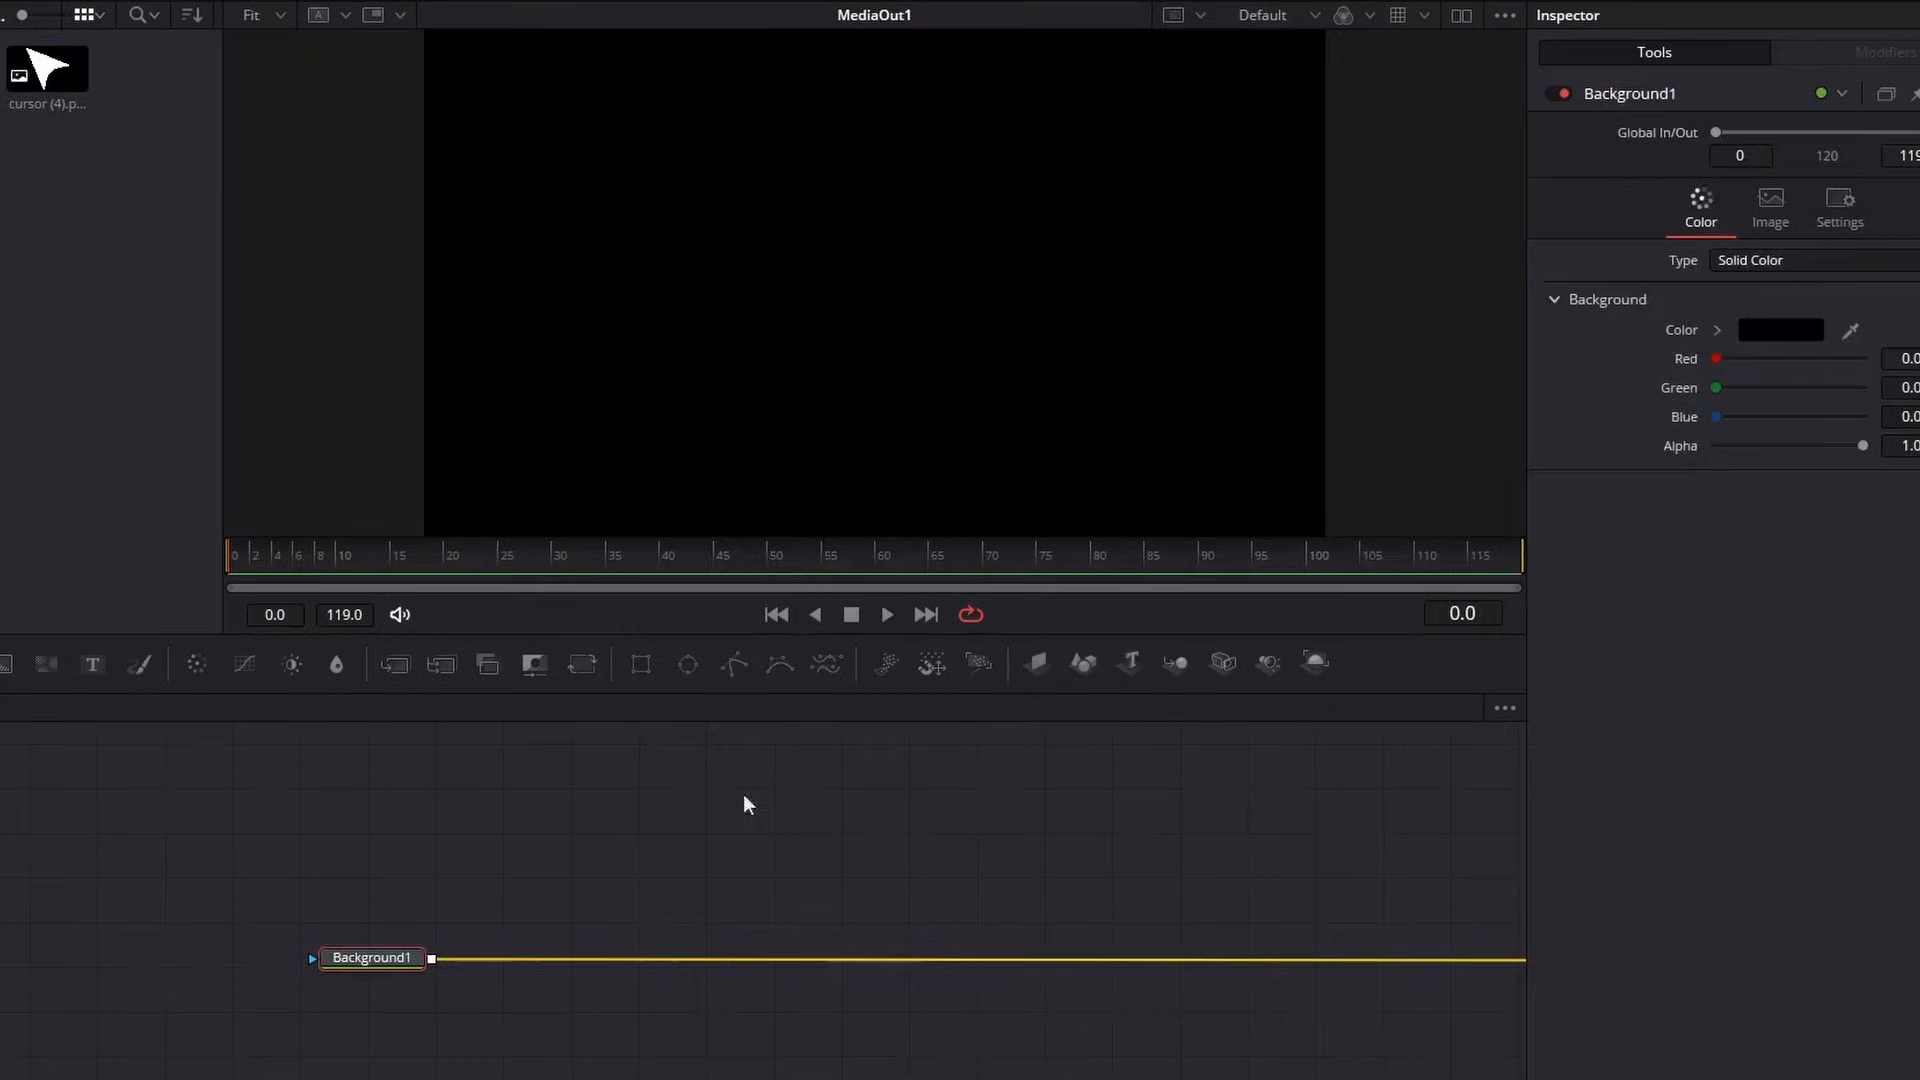 Fit
A
MediaOut1
Default
Inspector
Tools
Modifiers
cursor (4).p...
Background1
Global In/Out
0
120
119
Color
Image
Settings
Type
Solid Color
Background
Color
Red
0.0
Green
0.0
Blue
0.0
Alpha
1.0
0 2 4 6 8 10 15 20 25 30 35 40 45 50 55 60 65 70 75 80 85 90 95 100 105 110 115
0.0
119.0
0.0
T
T
Background1